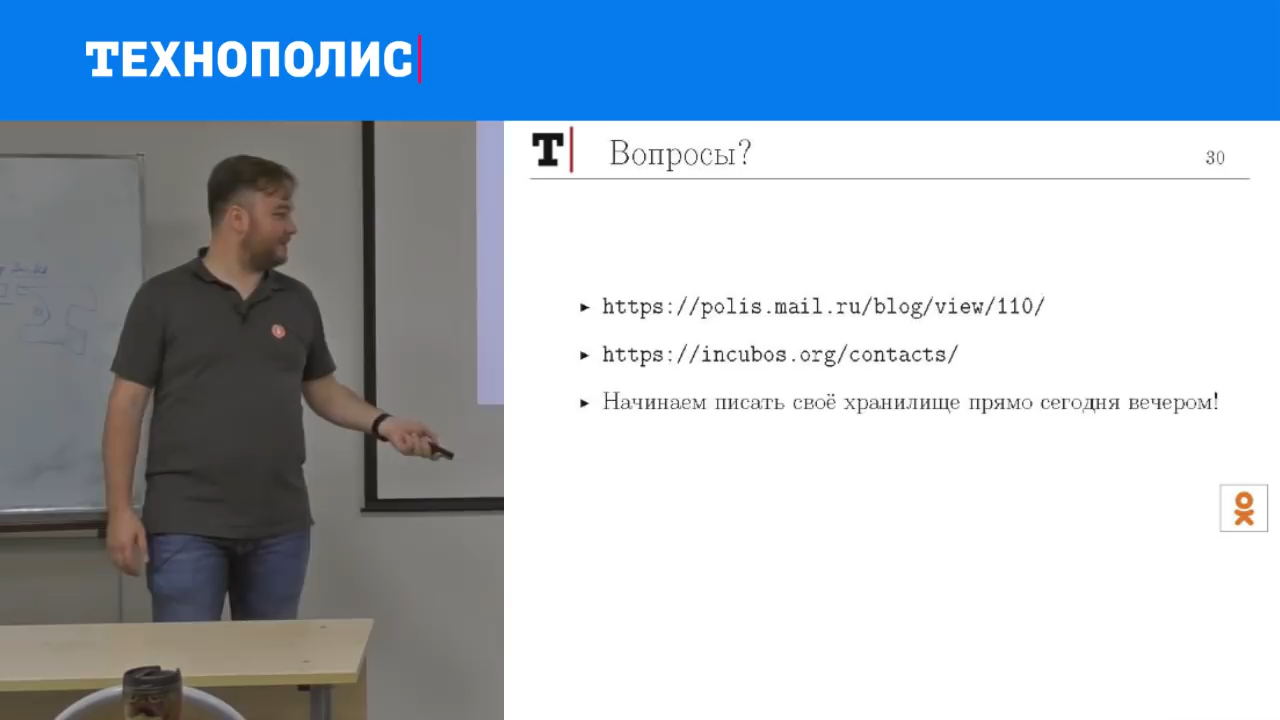 ТЕХНОПОЛИС
Т
Вопросы?
30
► https://polis.mail.ru/blog/view/110/
► https://incubos.org/contacts/
► Начинаем писать своё хранилище прямо сегодня вечером!